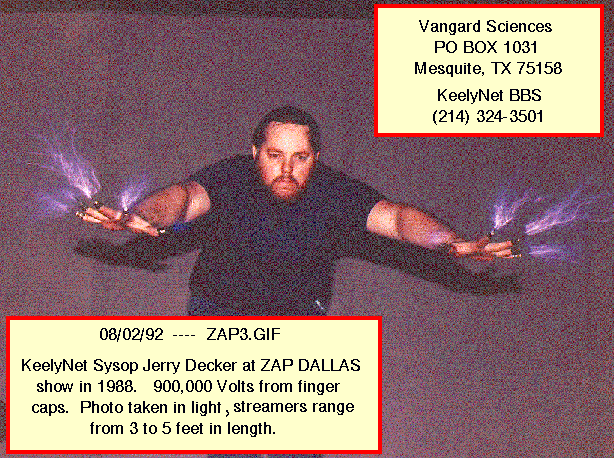 Vangard Sciences
PO BOX 1031
Mesquite, TX 75158
KeelyNet BBS
(214) 324-3501
08/02/92 ---- ZAP3.GIF
KeelyNet Sysop Jerry Decker at ZAP DALLAS
show in 1988. 900,000 Volts from finger
caps. Photo taken in light, streamers range
from 3 to 5 feet in length.